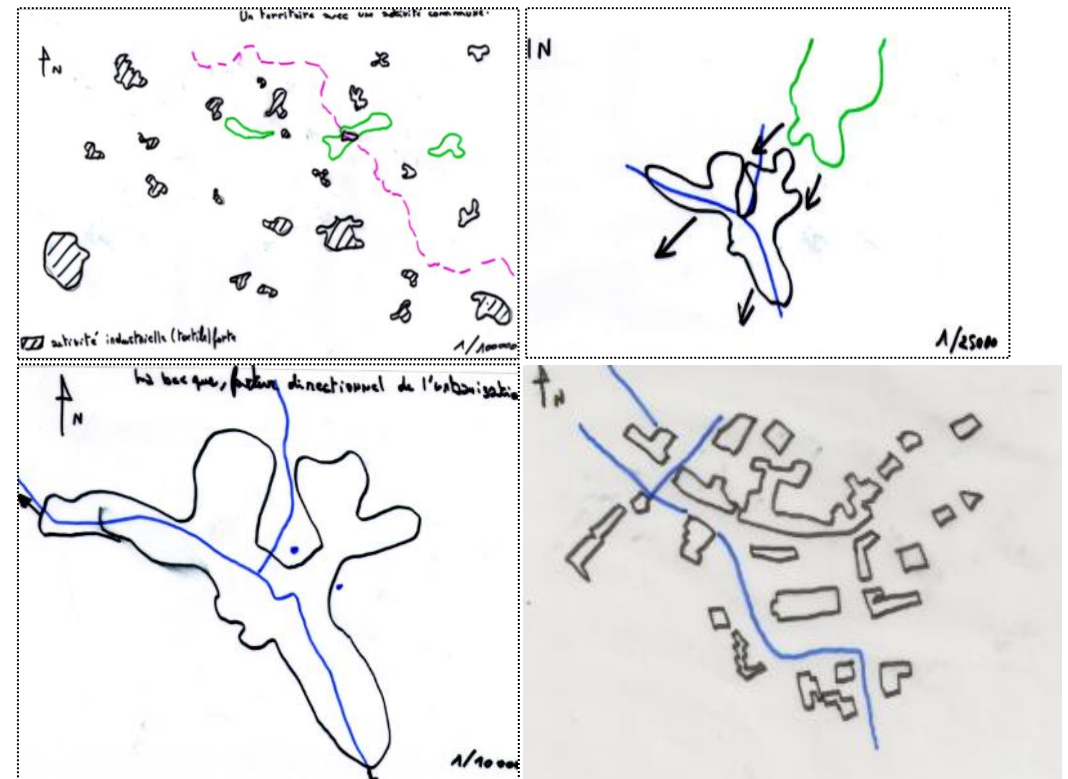 Un territoire avec une activité commune.
N
activité industrielle (textile) forte
1/100000
N
1/25000
La becque, facteur directionnel de l'urbanisation
N
1/10000
N